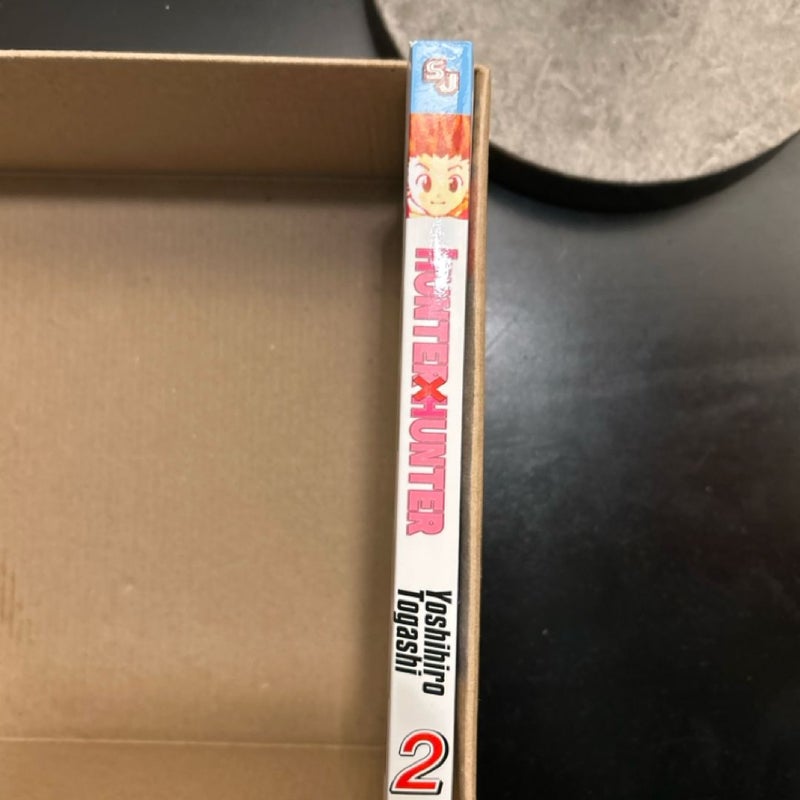 SJ
HUNTER X HUNTER
Yoshihiro
Togashi
2